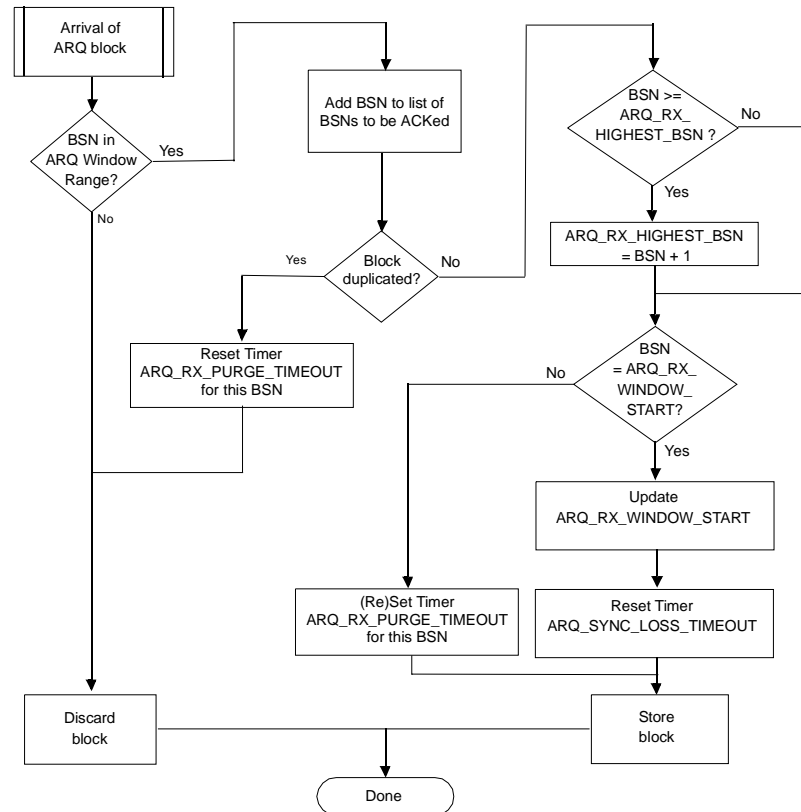 Arrival of
ARQ block
BSN in
ARQ Window
Range?
Yes
No
Add BSN to list of
BSNs to be ACKed
Block
duplicated?
Yes
No
Reset Timer
ARQ_RX_PURGE_TIMEOUT
for this BSN
BSN >=
ARQ_RX_
HIGHEST_BSN ?
No
Yes
ARQ_RX_HIGHEST_BSN
= BSN + 1
BSN
= ARQ_RX_
WINDOW_
START?
No
Yes
Update
ARQ_RX_WINDOW_START
(Re)Set Timer
ARQ_RX_PURGE_TIMEOUT
for this BSN
Reset Timer
ARQ_SYNC_LOSS_TIMEOUT
Discard
block
Store
block
Done